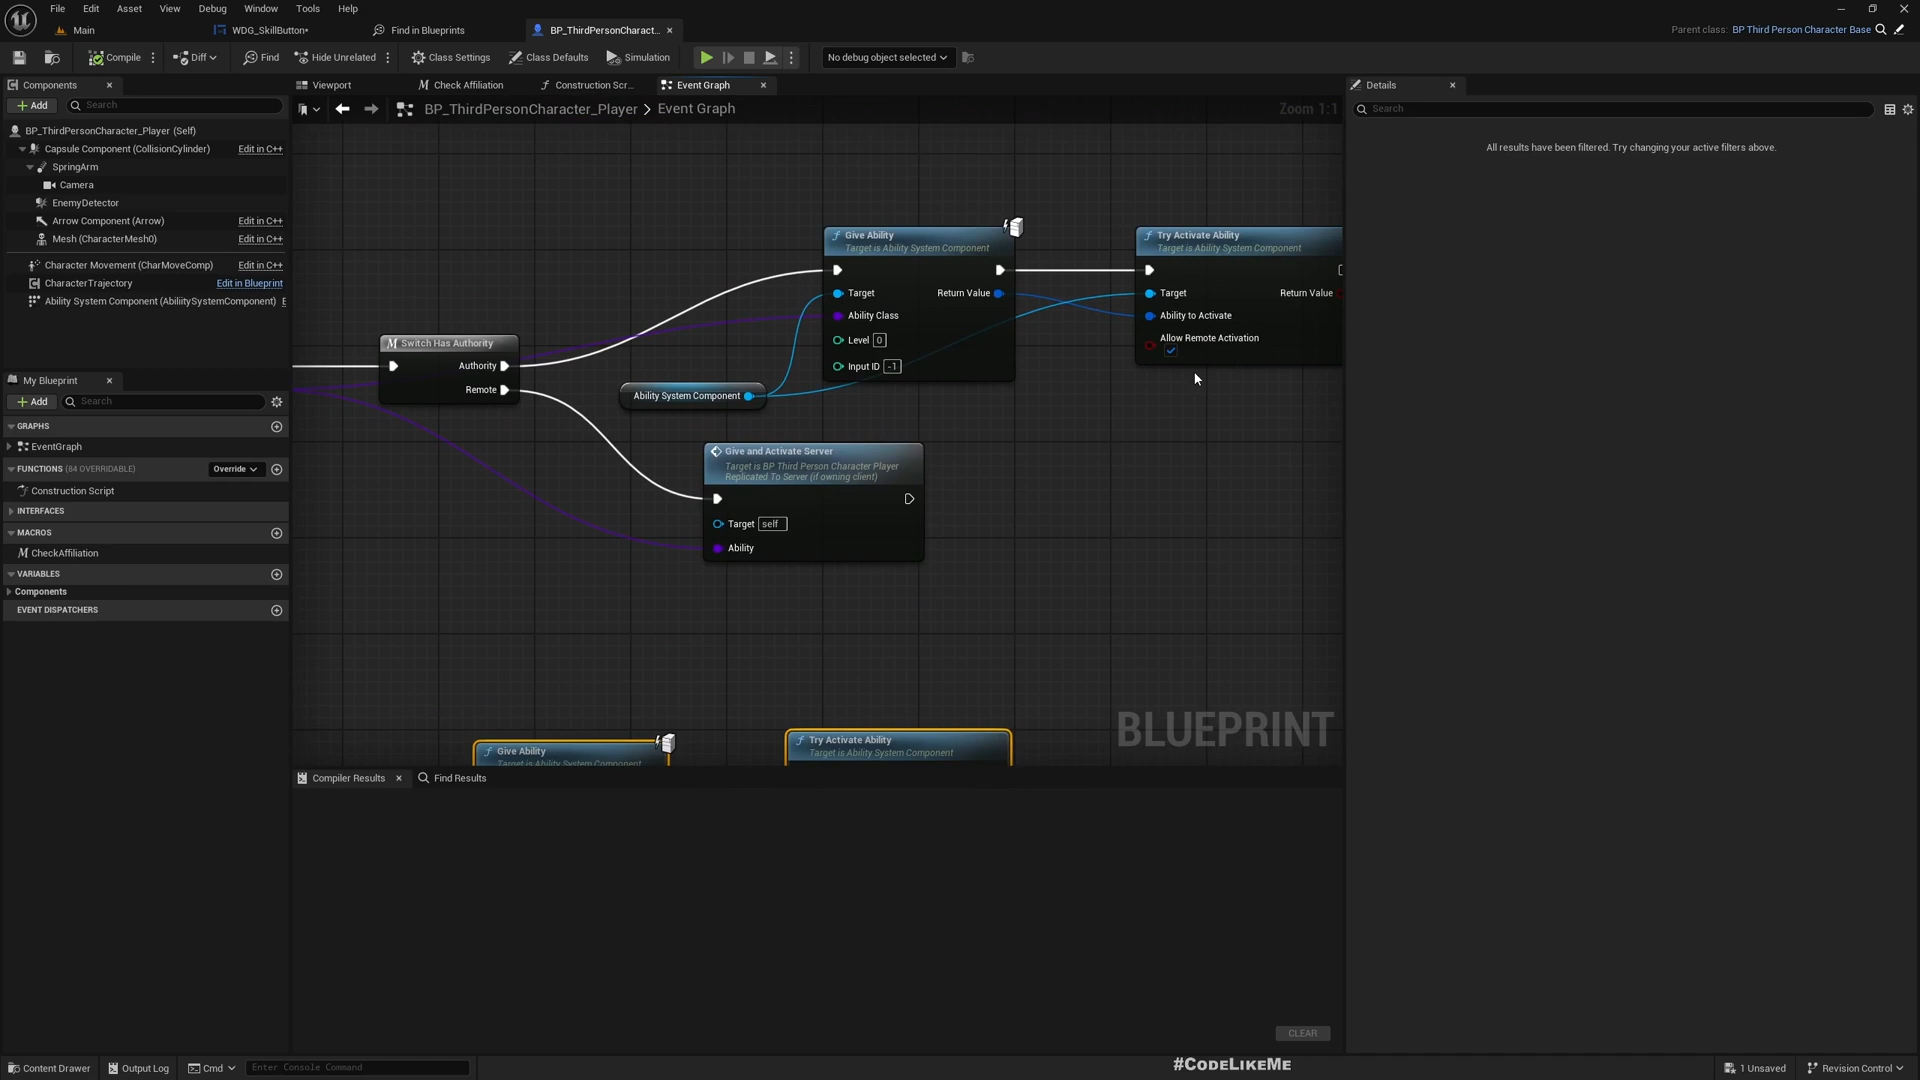 File Edit Asset View Debug Window Tools Help
Main
WDG_SkillButton*
Find in Blueprints
BP_ThirdPersonCharact...
Parent class: BP Third Person Character Base
Compile
Diff
Find
Hide Unrelated
Class Settings
Class Defaults
Simulation
No debug object selected
Components
Viewport
Check Affiliation
Construction Scr...
Event Graph
Details
Add
Search
BP_ThirdPersonCharacter_Player > Event Graph
Zoom 1:1
Search
BP_ThirdPersonCharacter_Player (Self)
Capsule Component (CollisionCylinder) Edit in C++
SpringArm
Camera
EnemyDetector
Arrow Component (Arrow) Edit in C++
Mesh (CharacterMesh0) Edit in C++
Character Movement (CharMoveComp) Edit in C++
CharacterTrajectory Edit in Blueprint
Ability System Component (AbiliitySystemComponent) E
All results have been filtered. Try changing your active filters above.
Give Ability
Target is Ability System Component
Target
Return Value
Ability Class
Level 0
Input ID -1
Try Activate Ability
Target is Ability System Component
Target
Return Value
Ability to Activate
Allow Remote Activation
Switch Has Authority
Authority
Remote
Ability System Component
Give and Activate Server
Target is BP Third Person Character Player
Replicated To Server (if owning client)
Target self
Ability
My Blueprint
Add
Search
GRAPHS
EventGraph
FUNCTIONS (84 OVERRIDABLE)
Override
Construction Script
INTERFACES
MACROS
CheckAffiliation
VARIABLES
Components
EVENT DISPATCHERS
BLUEPRINT
Give Ability
Target is Ability System Component
Try Activate Ability
Target is Ability System Component
Compiler Results
Find Results
CLEAR
Content Drawer
Output Log
Cmd
Enter Console Command
#CODELIKEME
1 Unsaved
Revision Control